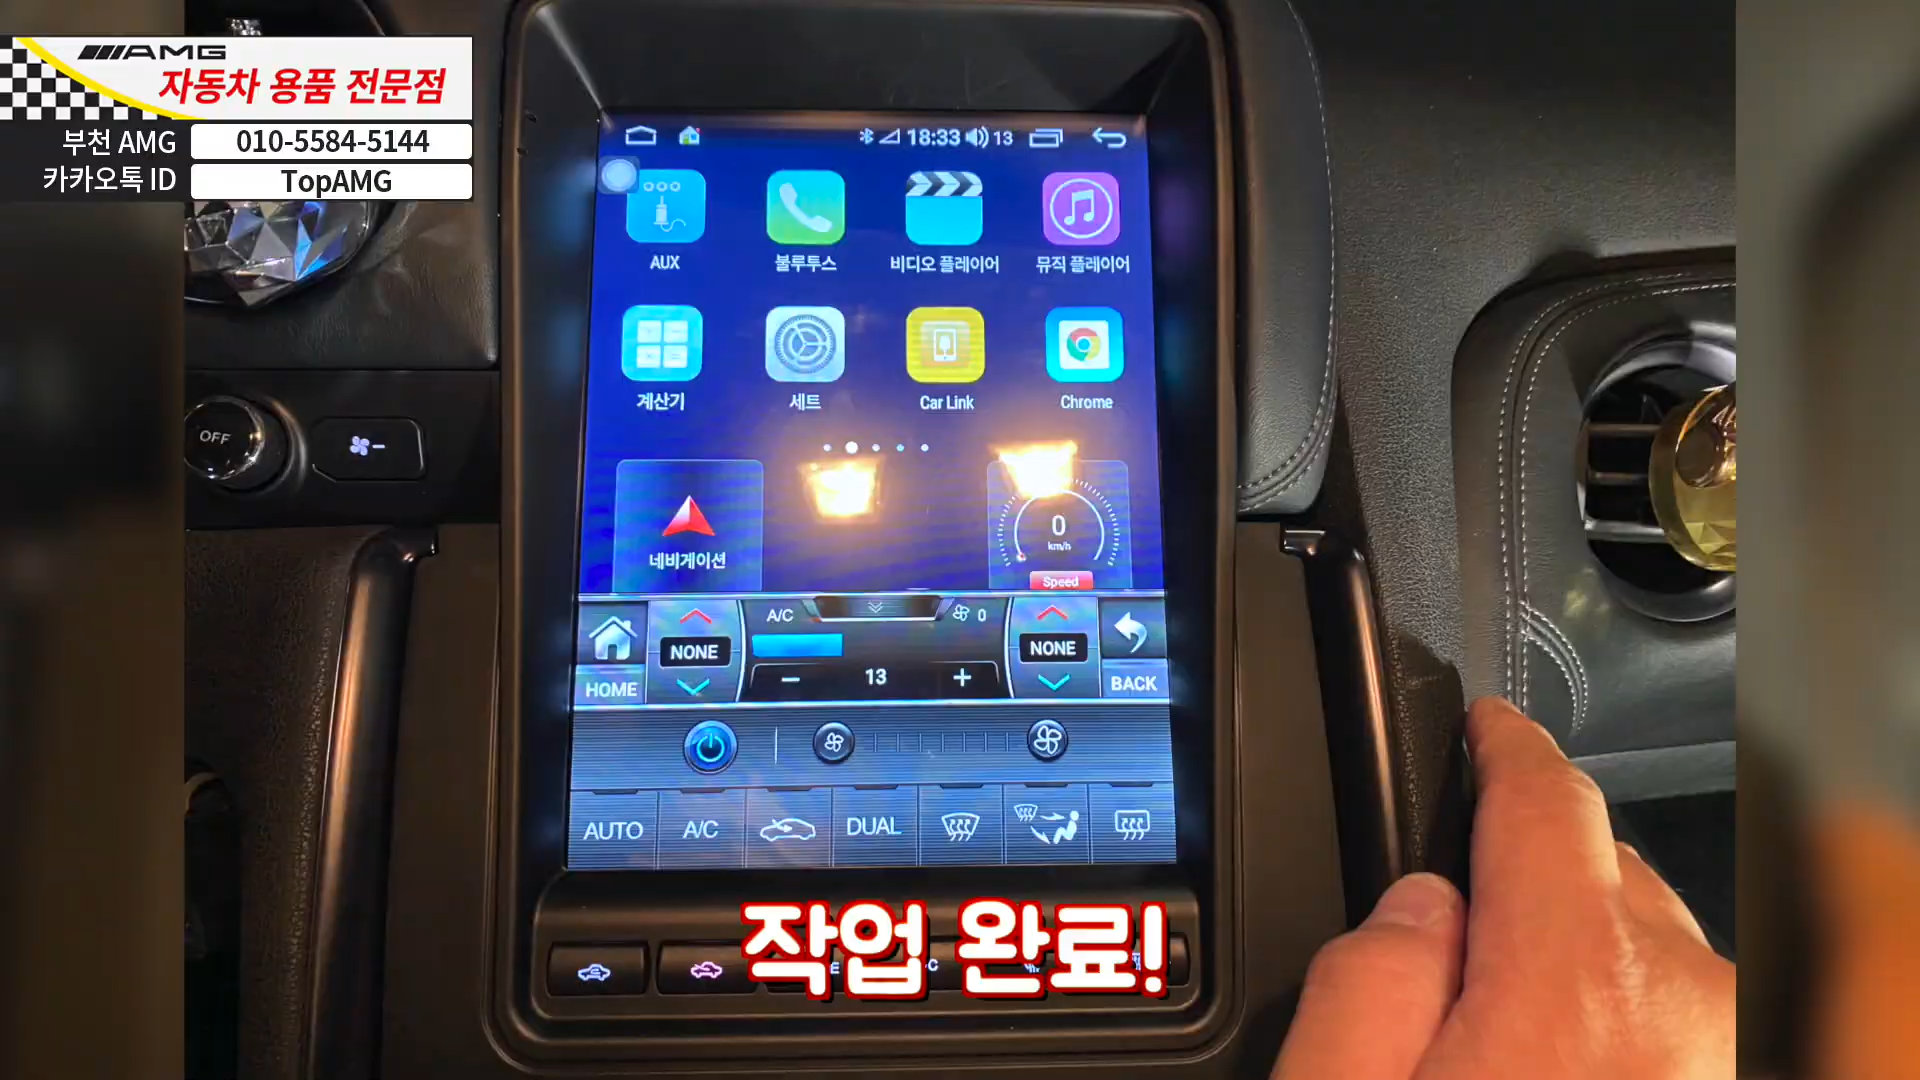 AMG
자동차 용품 전문점
부천 AMG 010-5584-5144
카카오톡 ID TopAMG
18:33 13
AUX 블루투스 비디오 플레이어 뮤직 플레이어
계산기 세트 Car Link Chrome
OFF
네비게이션
0
km/h
Speed
A/C 0
NONE NONE
HOME - 13 + BACK
AUTO A/C DUAL
작업 완료!